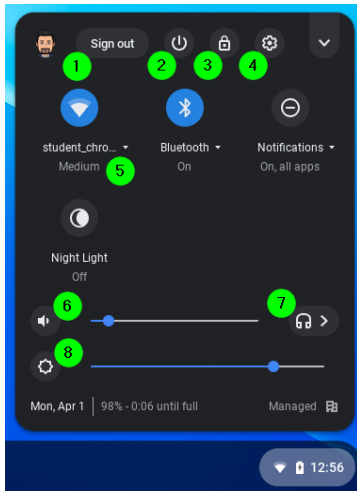 Sign out
1
2
3
4
student_chro...
Bluetooth
Notifications
Medium
5
On
On, all apps
Night Light
Off
6
7
8
Mon, Apr 1
98% - 0:06 until full
Managed
12:56